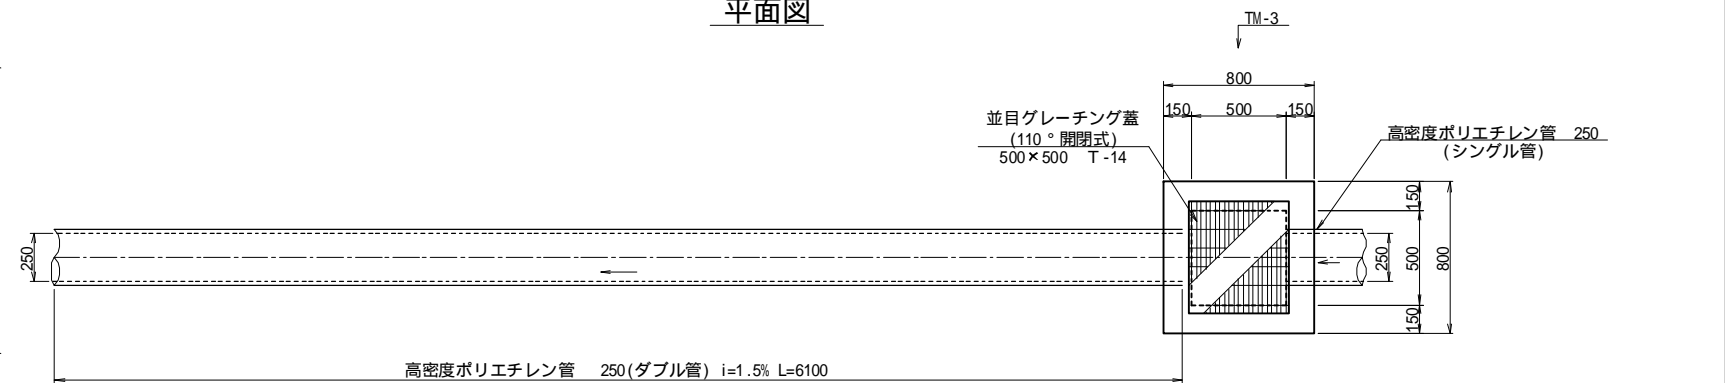 平面図
TM-3
800
150 500 150
並目グレーチング蓋
(110°開閉式)
500×500 T-14
高密度ポリエチレン管 250
(シングル管)
250
250
150
500
150
800
高密度ポリエチレン管 250(ダブル管) i=1.5% L=6100